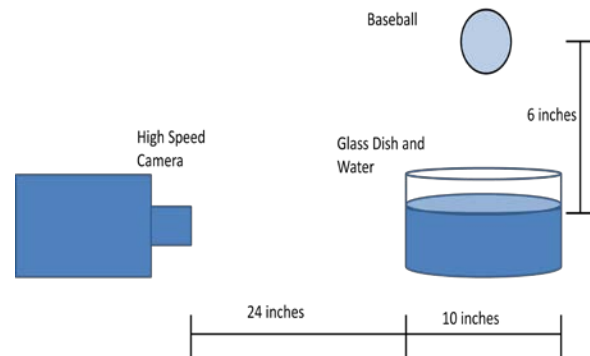 Baseball
6 inches
High Speed
Camera
Glass Dish and
Water
24 inches
10 inches